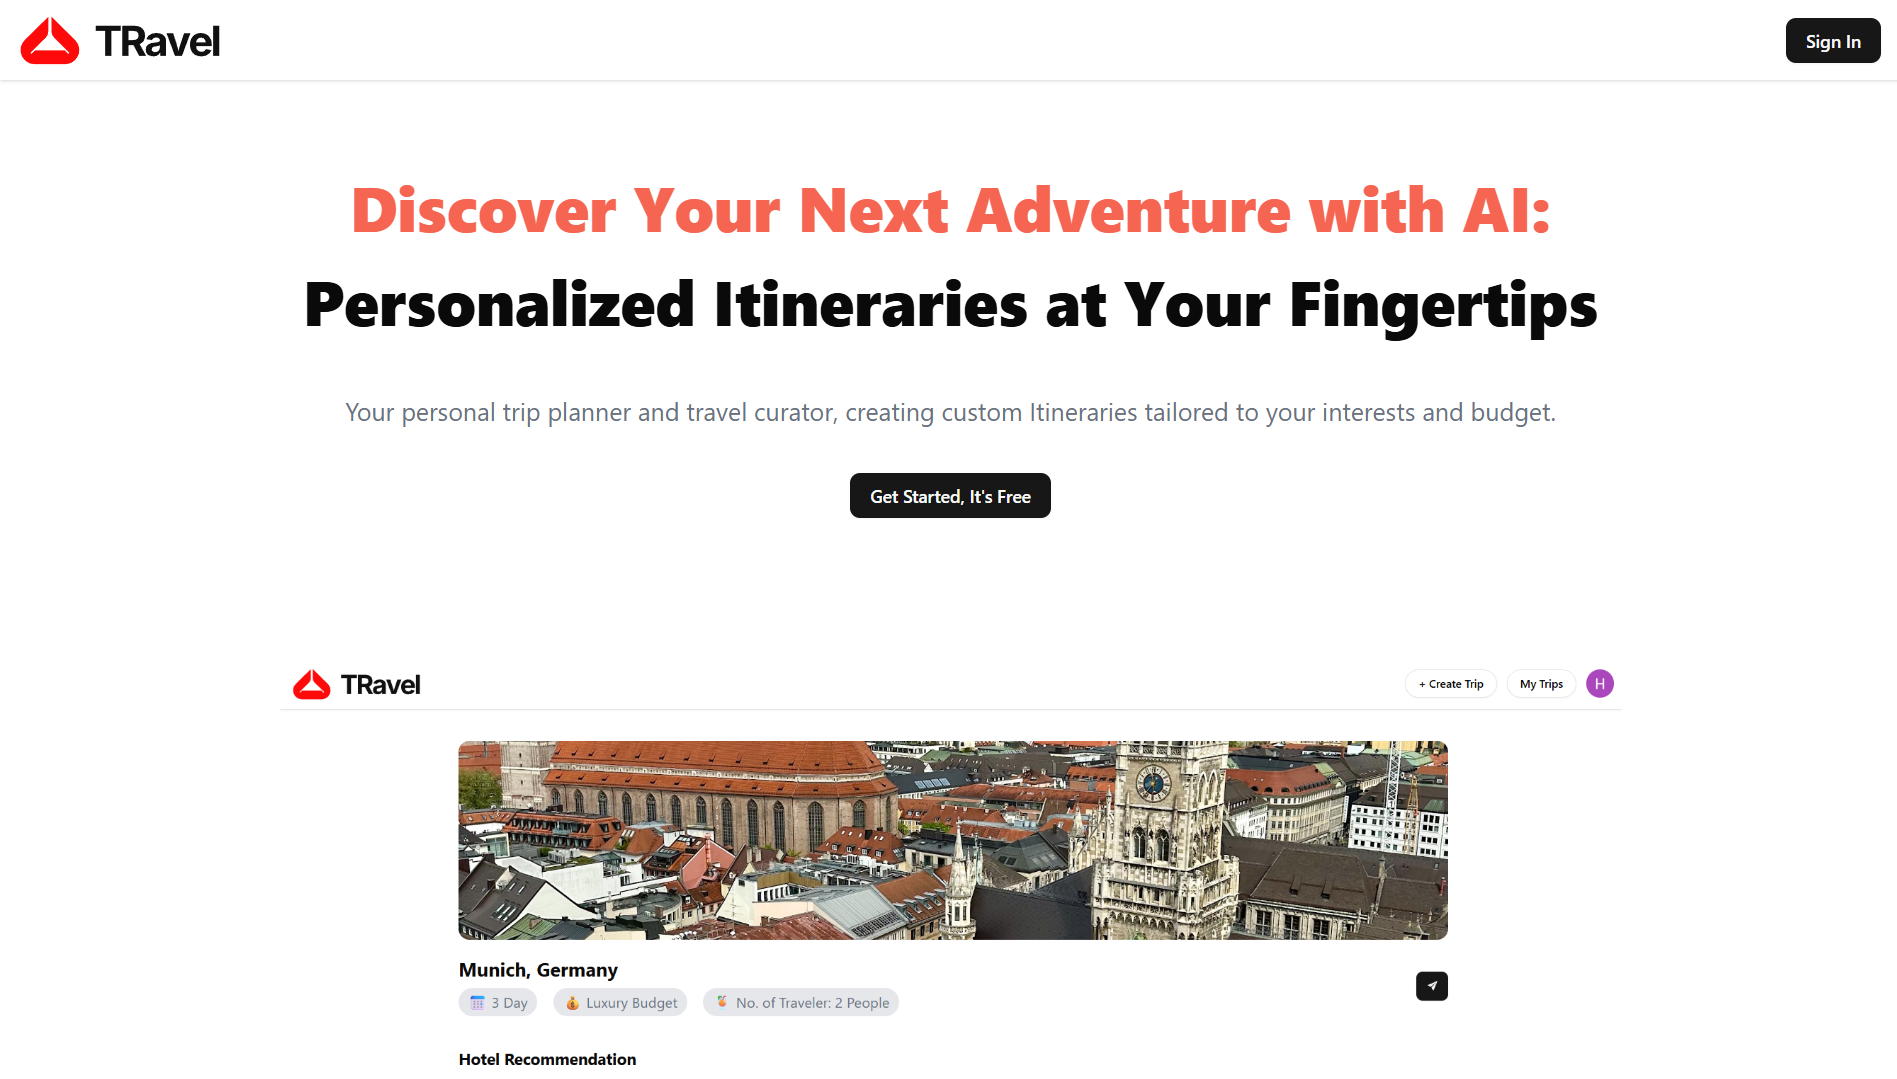 TRavel
Sign In
Discover Your Next Adventure with AI:
Personalized Itineraries at Your Fingertips
Your personal trip planner and travel curator, creating custom Itineraries tailored to your interests and budget.
Get Started, It's Free
TRavel
+ Create Trip
My Trips
H
Munich, Germany
3 Day
Luxury Budget
No. of Traveler: 2 People
Hotel Recommendation